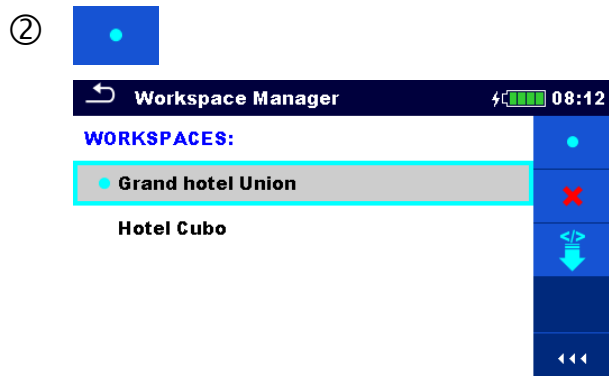 ②
Workspace Manager 08:12
WORKSPACES:
Grand hotel Union
Hotel Cubo